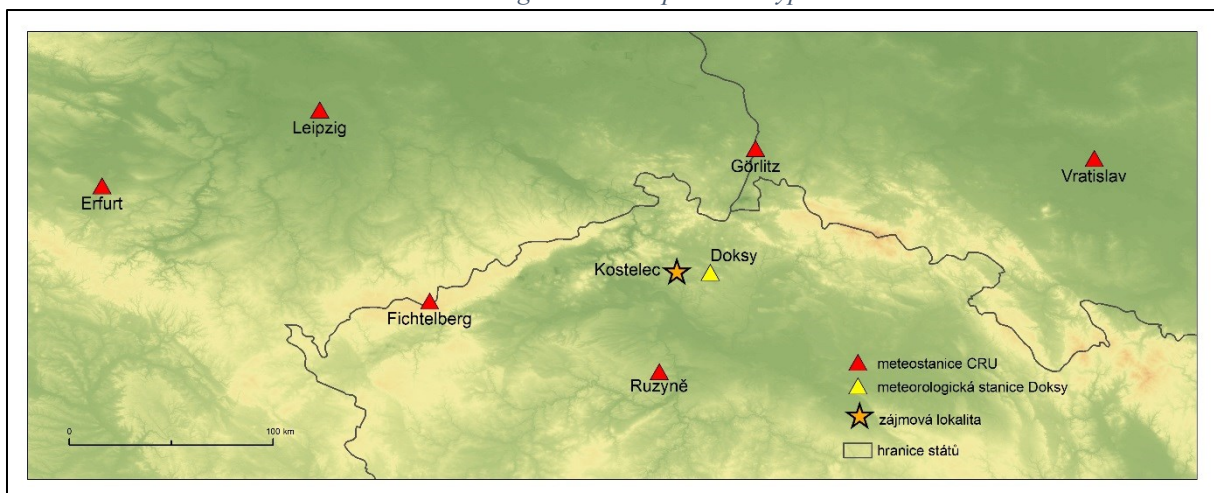 Leipzig
Görlitz
Vratislav
Erfurt
Doksy
Kostelec
Fichtelberg
Ruzyně
meteostanice CRU
meteorologická stanice Doksy
zájmová lokalita
hranice států
0 100 km